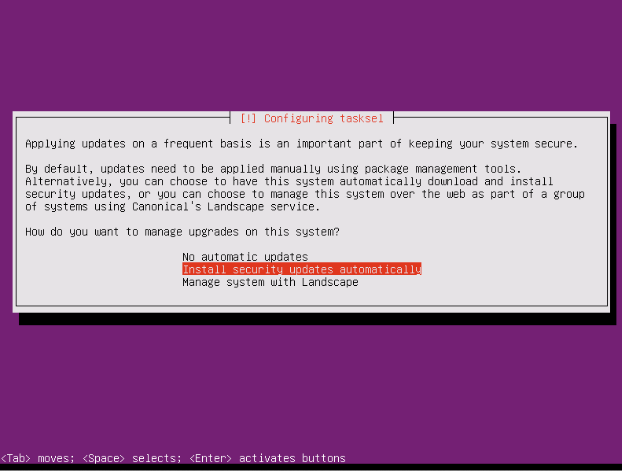 [!] Configuring tasksel
Applying updates on a frequent basis is an important part of keeping your system secure.
By default, updates need to be applied manually using package management tools.
Alternatively, you can choose to have this system automatically download and install
security updates, or you can choose to manage this system over the web as part of a group
of systems using Canonical's Landscape service.
How do you want to manage upgrades on this system?
No automatic updates
Install security updates automatically
Manage system with Landscape
<Tab> moves; <Space> selects; <Enter> activates buttons